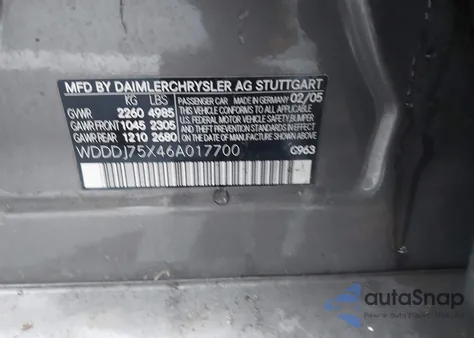 MFD BY DAIMLERCHRYSLER AG STUTTGART
KG LBS
GVWR 2260 4985
GAWR FRONT 1045 2305
GAWR REAR 1210 2680
PASSENGER CAR MADE IN GERMANY 02/05
THIS VEHICLE CONFORMS TO ALL APPLICABLE
U.S. FEDERAL MOTOR VEHICLE
SAFETY, BUMPER, AND THEFT PREVENTION
STANDARDS IN EFFECT ON THE
DATE OF MANUFACTURE SHOWN ABOVE
WDDDJ75X46A017700
C963
autaSnap